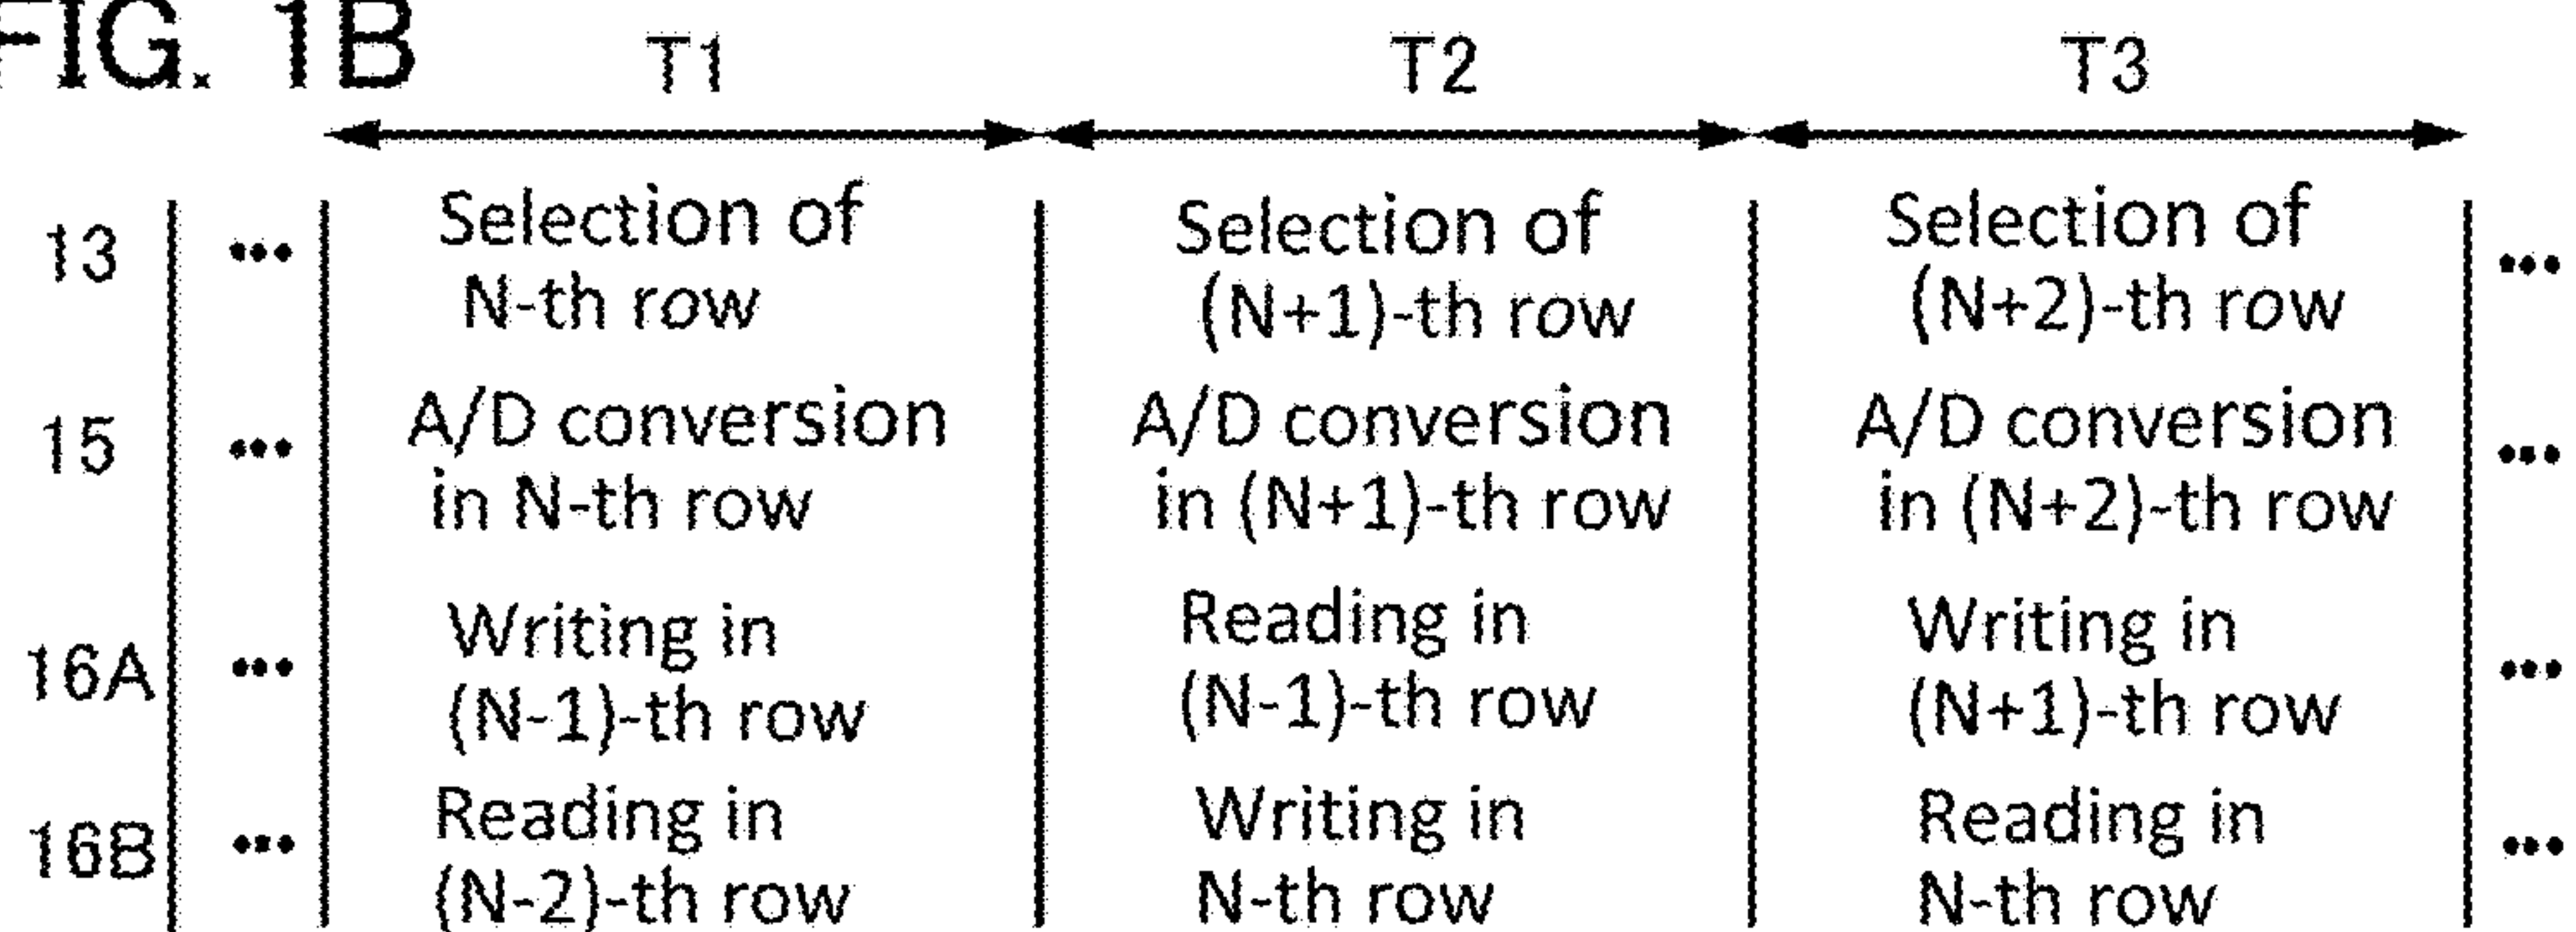 FIG. 1B
T1 T2 T3
13 ••• Selection of Selection of Selection of •••
N-th row (N+1)-th row (N+2)-th row
15 ••• A/D conversion A/D conversion A/D conversion •••
in N-th row in (N+1)-th row in (N+2)-th row
16A ••• Writing in Reading in Writing in •••
(N-1)-th row (N-1)-th row (N+1)-th row
16B ••• Reading in Writing in Reading in •••
(N-2)-th row N-th row N-th row